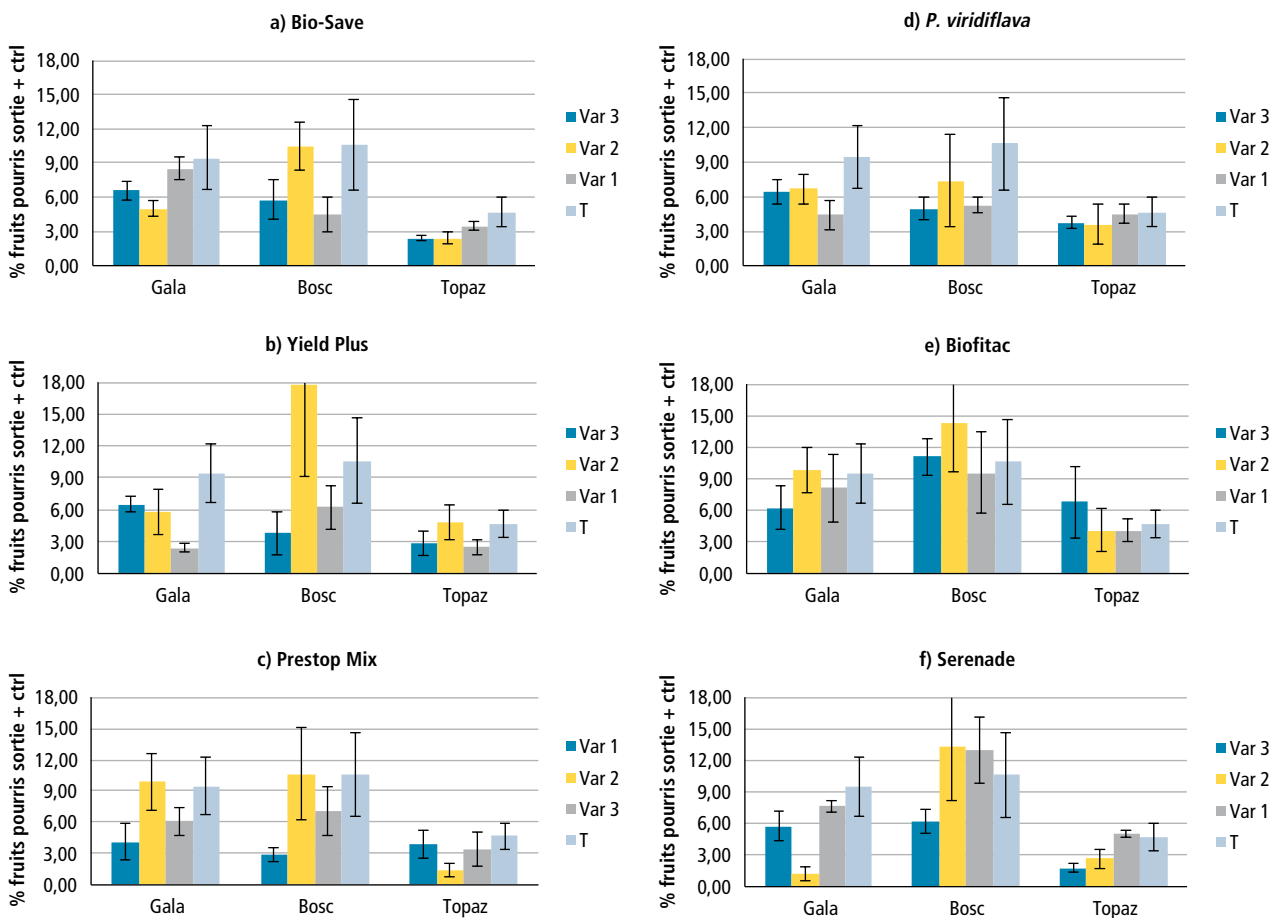 a) Bio-Save
% fruits pourris sortie + ctrl
18,00
15,00
12,00
9,00
6,00
3,00
0,00
Gala Bosc Topaz
Var 3
Var 2
Var 1
T
d) P. viridiflava
% fruits pourris sortie + ctrl
18,00
15,00
12,00
9,00
6,00
3,00
0,00
Gala Bosc Topaz
Var 3
Var 2
Var 1
T
b) Yield Plus
% fruits pourris sortie + ctrl
18,00
15,00
12,00
9,00
6,00
3,00
0,00
Gala Bosc Topaz
Var 3
Var 2
Var 1
T
e) Biofitac
% fruits pourris sortie + ctrl
18,00
15,00
12,00
9,00
6,00
3,00
0,00
Gala Bosc Topaz
Var 3
Var 2
Var 1
T
c) Prestop Mix
% fruits pourris sortie + ctrl
18,00
15,00
12,00
9,00
6,00
3,00
0,00
Gala Bosc Topaz
Var 1
Var 2
Var 3
T
f) Serenade
% fruits pourris sortie + ctrl
18,00
15,00
12,00
9,00
6,00
3,00
0,00
Gala Bosc Topaz
Var 3
Var 2
Var 1
T